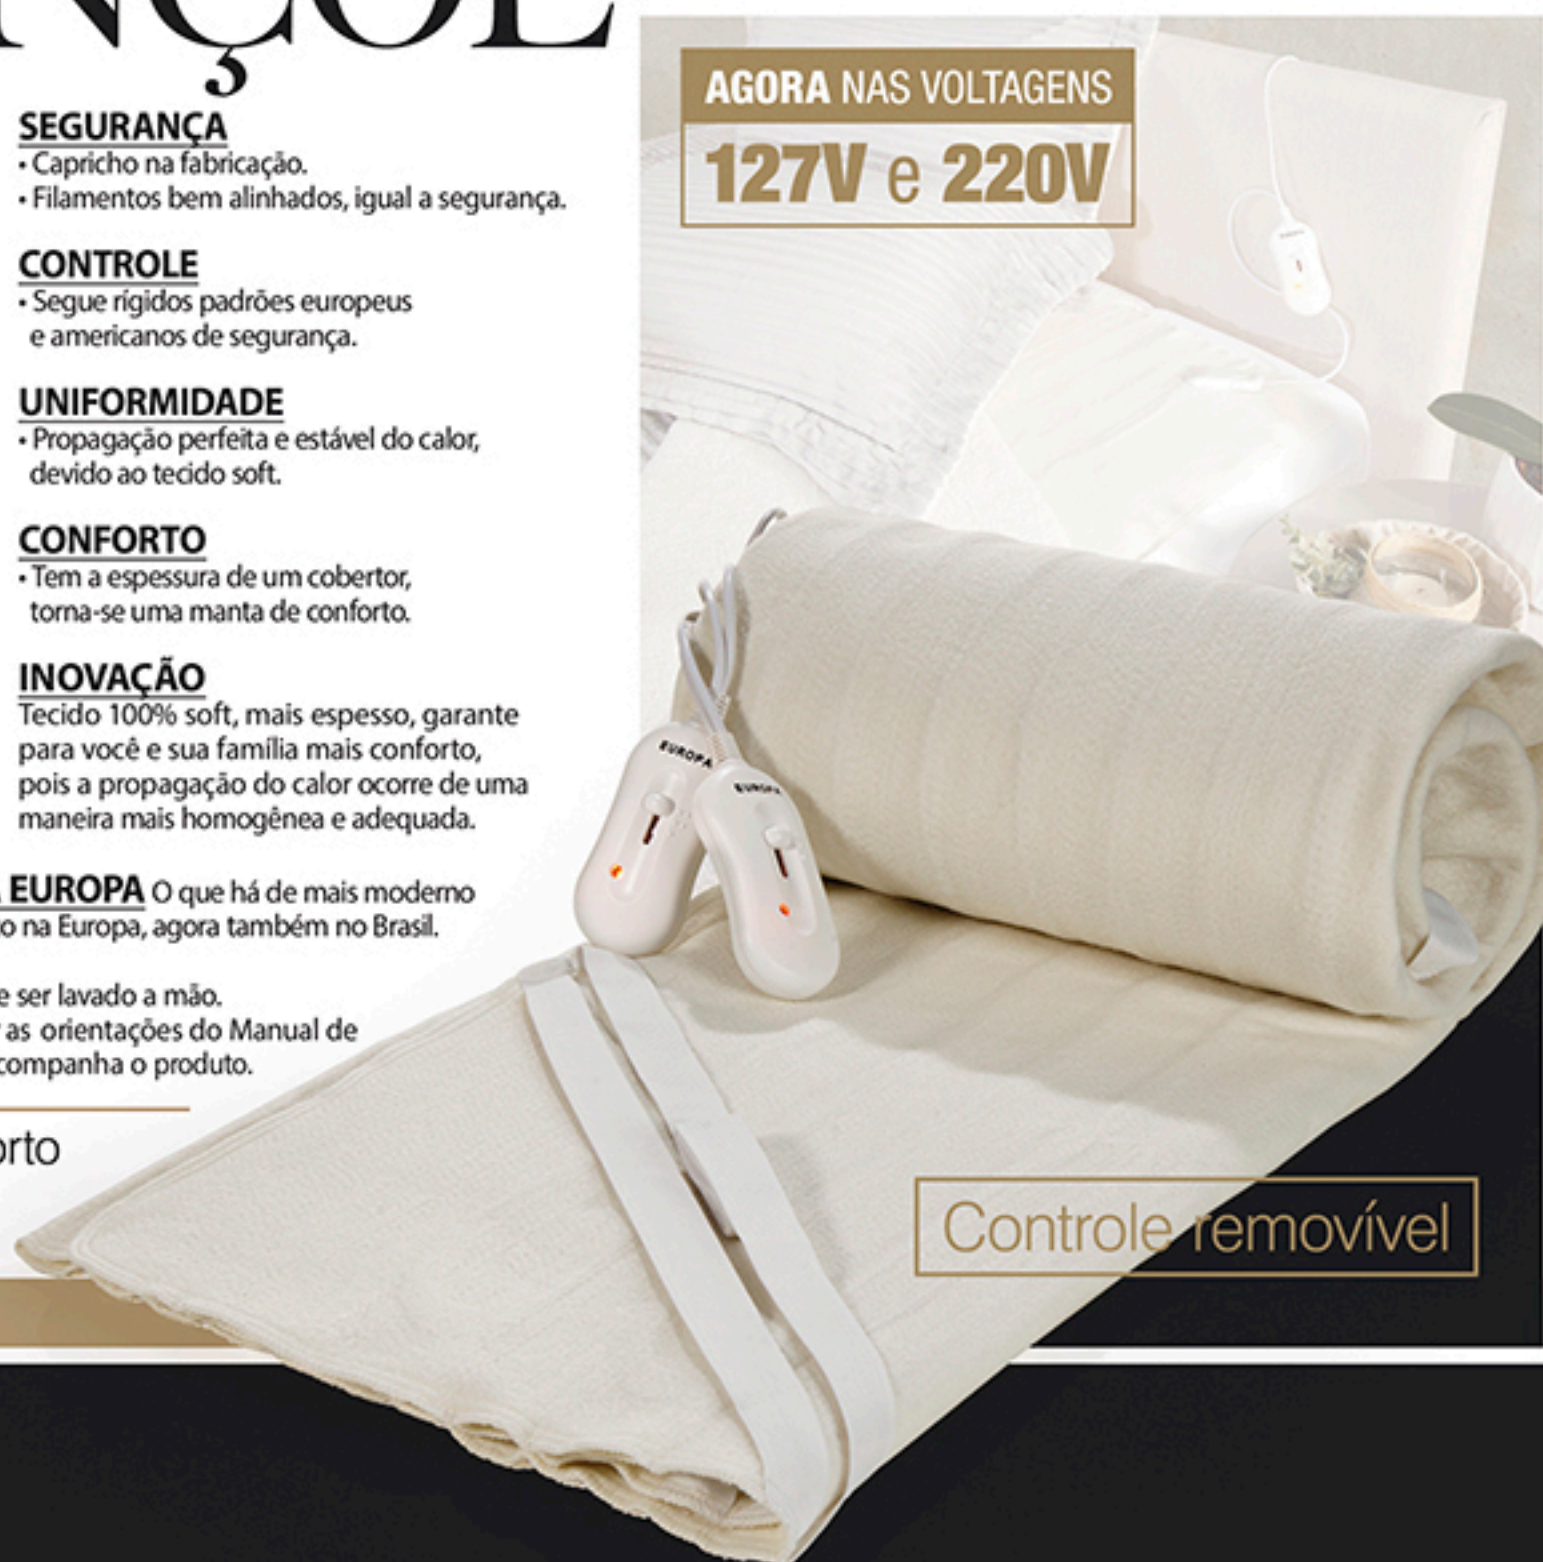 NÇOL
SEGURANÇA
• Capricho na fabricação.
• Filamentos bem alinhados, igual a segurança.
CONTROLE
• Segue rígidos padrões europeus
e americanos de segurança.
UNIFORMIDADE
• Propagação perfeita e estável do calor,
devido ao tecido soft.
CONFORTO
• Tem a espessura de um cobertor,
torna-se uma manta de conforto.
INOVAÇÃO
Tecido 100% soft, mais espesso, garante
para você e sua família mais conforto,
pois a propagação do calor ocorre de uma
maneira mais homogênea e adequada.
EUROPA O que há de mais moderno
o na Europa, agora também no Brasil.
e ser lavado a mão.
as orientações do Manual de
companha o produto.
orto
AGORA NAS VOLTAGENS
127V e 220V
EUROPA
EUROPA
Controle removível